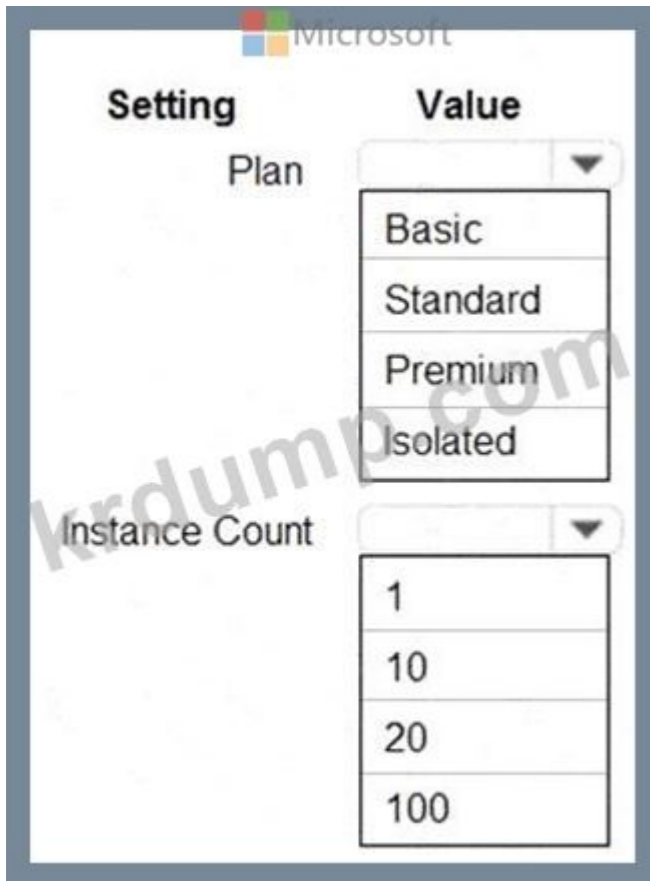 Microsoft
Setting Value
Plan
Basic
Standard
Premium
Isolated
krdump.com
Instance Count
1
10
20
100